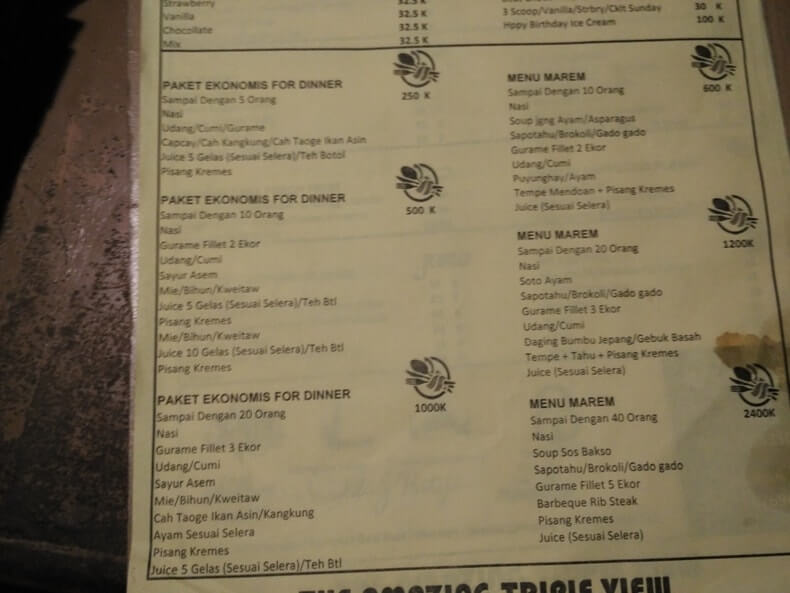 Strawberry 32.5 K
Vanilla 32.5 K
Chocollate 32.5 K
Mix 32.5 K
3 Scoop/Vanilla/Strbry/Cklt Sunday 30 K
Hppy Birthday Ice Cream 100 K
PAKET EKONOMIS FOR DINNER 250 K
Sampai Dengan 5 Orang
Nasi
Udang/Cumi/Gurame
Capcay/Cah Kangkung/Cah Taoge Ikan Asin
Juice 5 Gelas (Sesuai Selera)/Teh Botol
Pisang Kremes
PAKET EKONOMIS FOR DINNER 500 K
Sampai Dengan 10 Orang
Nasi
Gurame Fillet 2 Ekor
Udang/Cumi
Sayur Asem
Mie/Bihun/Kweitaw
Juice 5 Gelas (Sesuai Selera)/Teh Btl
Pisang Kremes
Mie/Bihun/Kweitaw
Juice 10 Gelas (Sesuai Selera)/Teh Btl
Pisang Kremes
PAKET EKONOMIS FOR DINNER 1000K
Sampai Dengan 20 Orang
Nasi
Gurame Fillet 3 Ekor
Udang/Cumi
Sayur Asem
Mie/Bihun/Kweitaw
Cah Taoge Ikan Asin/Kangkung
Ayam Sesuai Selera
Pisang Kremes
Juice 5 Gelas (Sesuai Selera)/Teh Btl
MENU MAREM 600 K
Sampai Dengan 10 Orang
Nasi
Soup jgng Ayam/Asparagus
Sapotahu/Brokoli/Gado gado
Gurame Fillet 2 Ekor
Udang/Cumi
Puyunghay/Ayam
Tempe Mendoan + Pisang Kremes
Juice (Sesuai Selera)
MENU MAREM 1200K
Sampai Dengan 20 Orang
Nasi
Soto Ayam
Sapotahu/Brokoli/Gado gado
Gurame Fillet 3 Ekor
Udang/Cumi
Daging Bumbu Jepang/Gebuk Basah
Tempe + Tahu + Pisang Kremes
Juice (Sesuai Selera)
MENU MAREM 2400K
Sampai Dengan 40 Orang
Nasi
Soup Sos Bakso
Sapotahu/Brokoli/Gado gado
Gurame Fillet 5 Ekor
Barbeque Rib Steak
Pisang Kremes
Juice (Sesuai Selera)
THE AMAZING TRIPLE VIEW